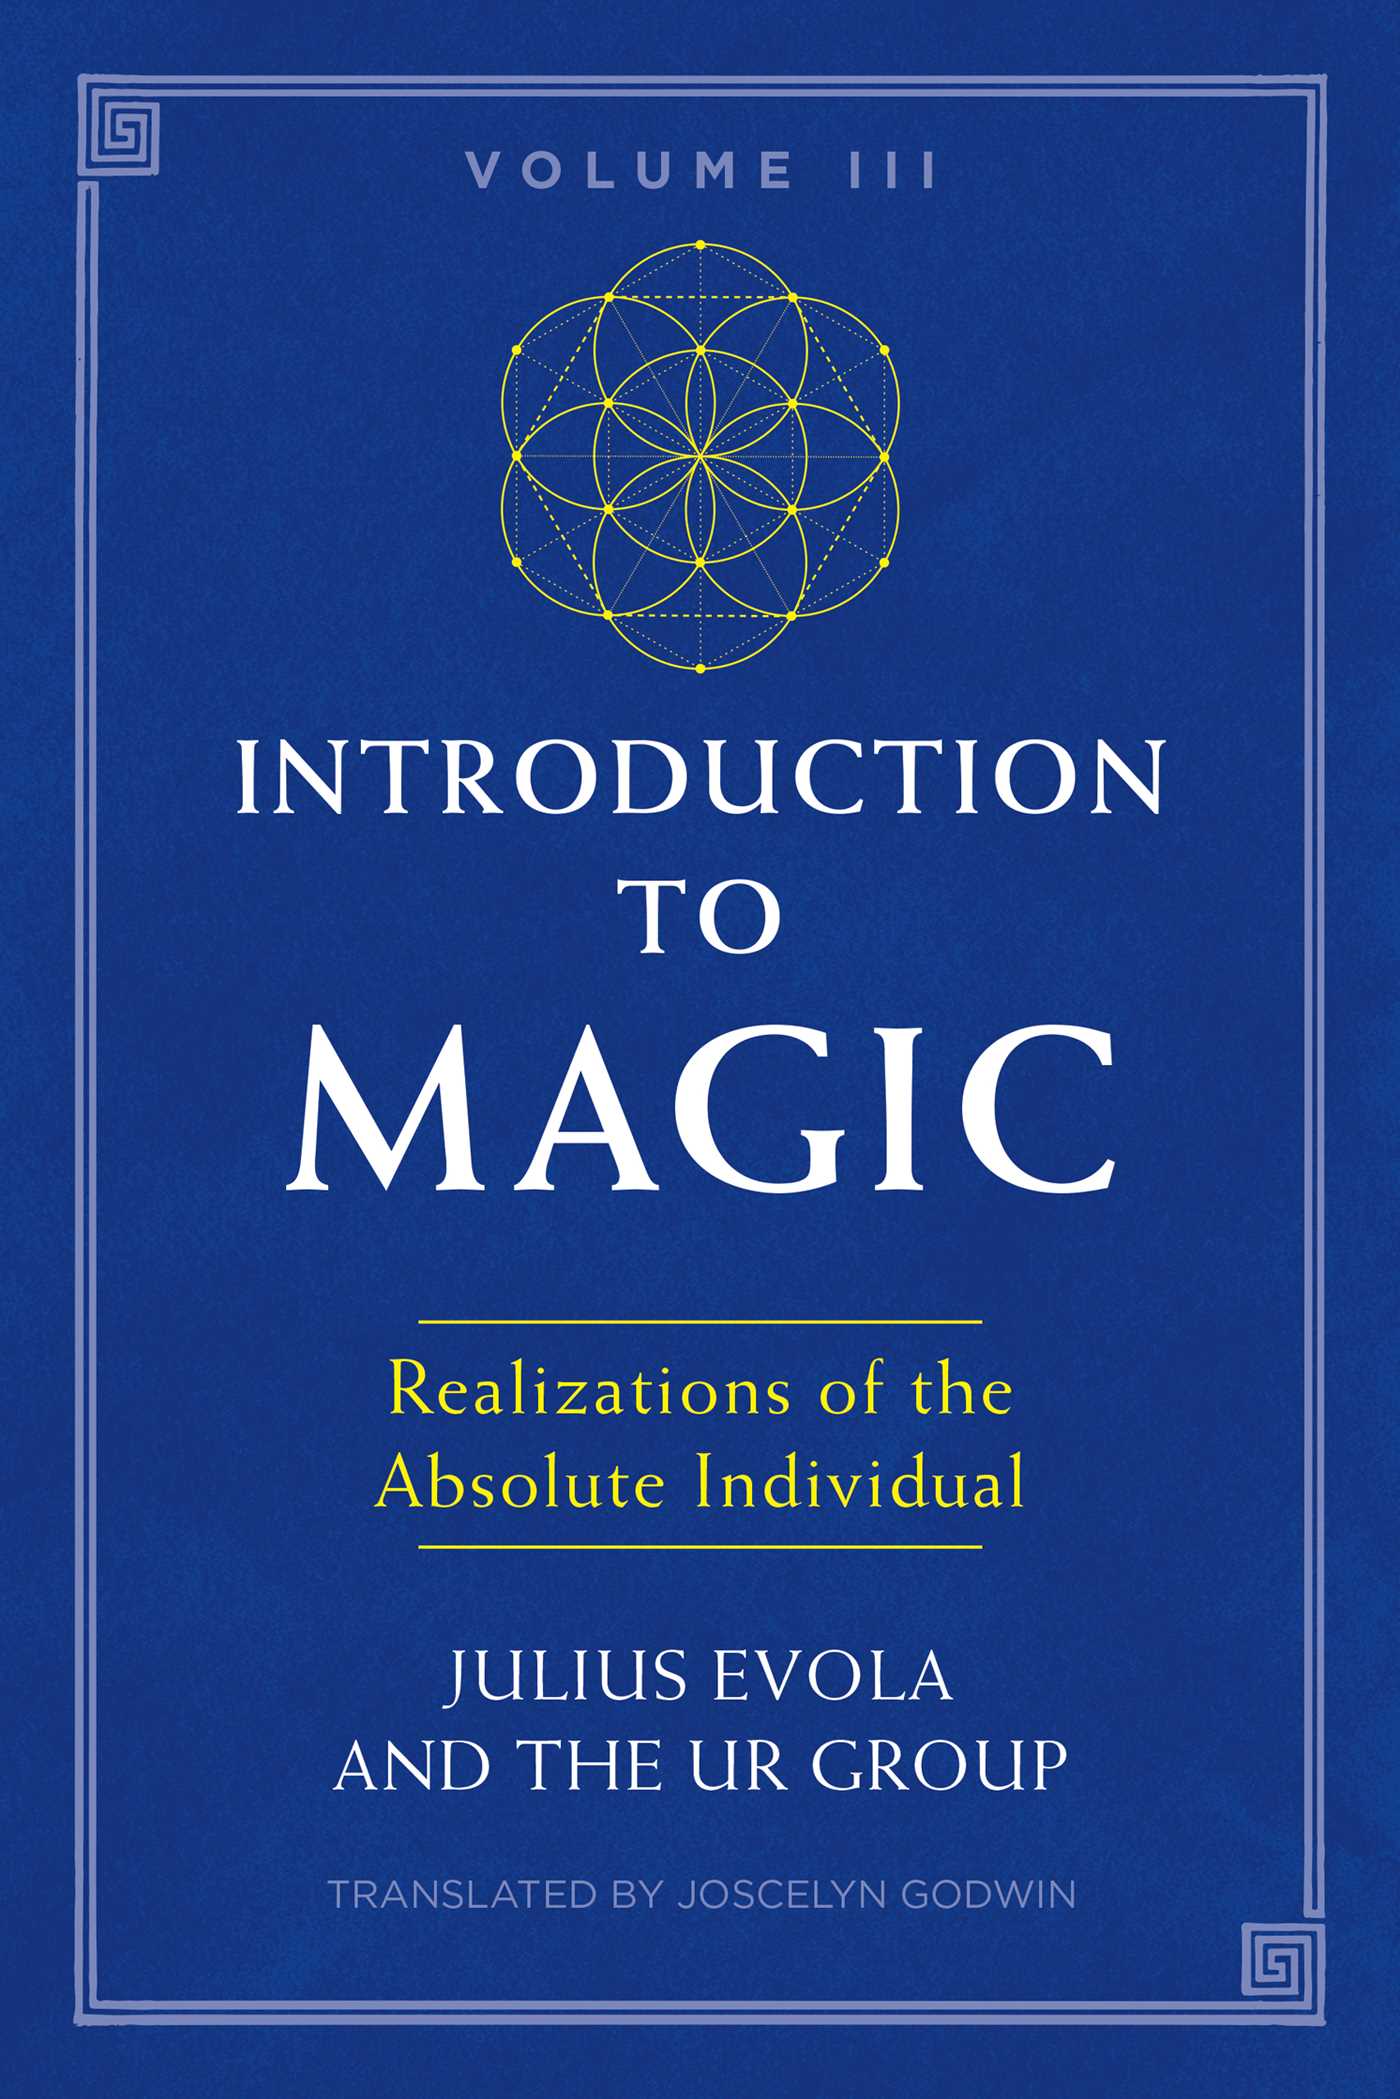 VOLUME III
INTRODUCTION
TO
MAGIC
Realizations of the
Absolute Individual
JULIUS EVOLA
AND THE UR GROUP
TRANSLATED BY JOSCELYN GODWIN